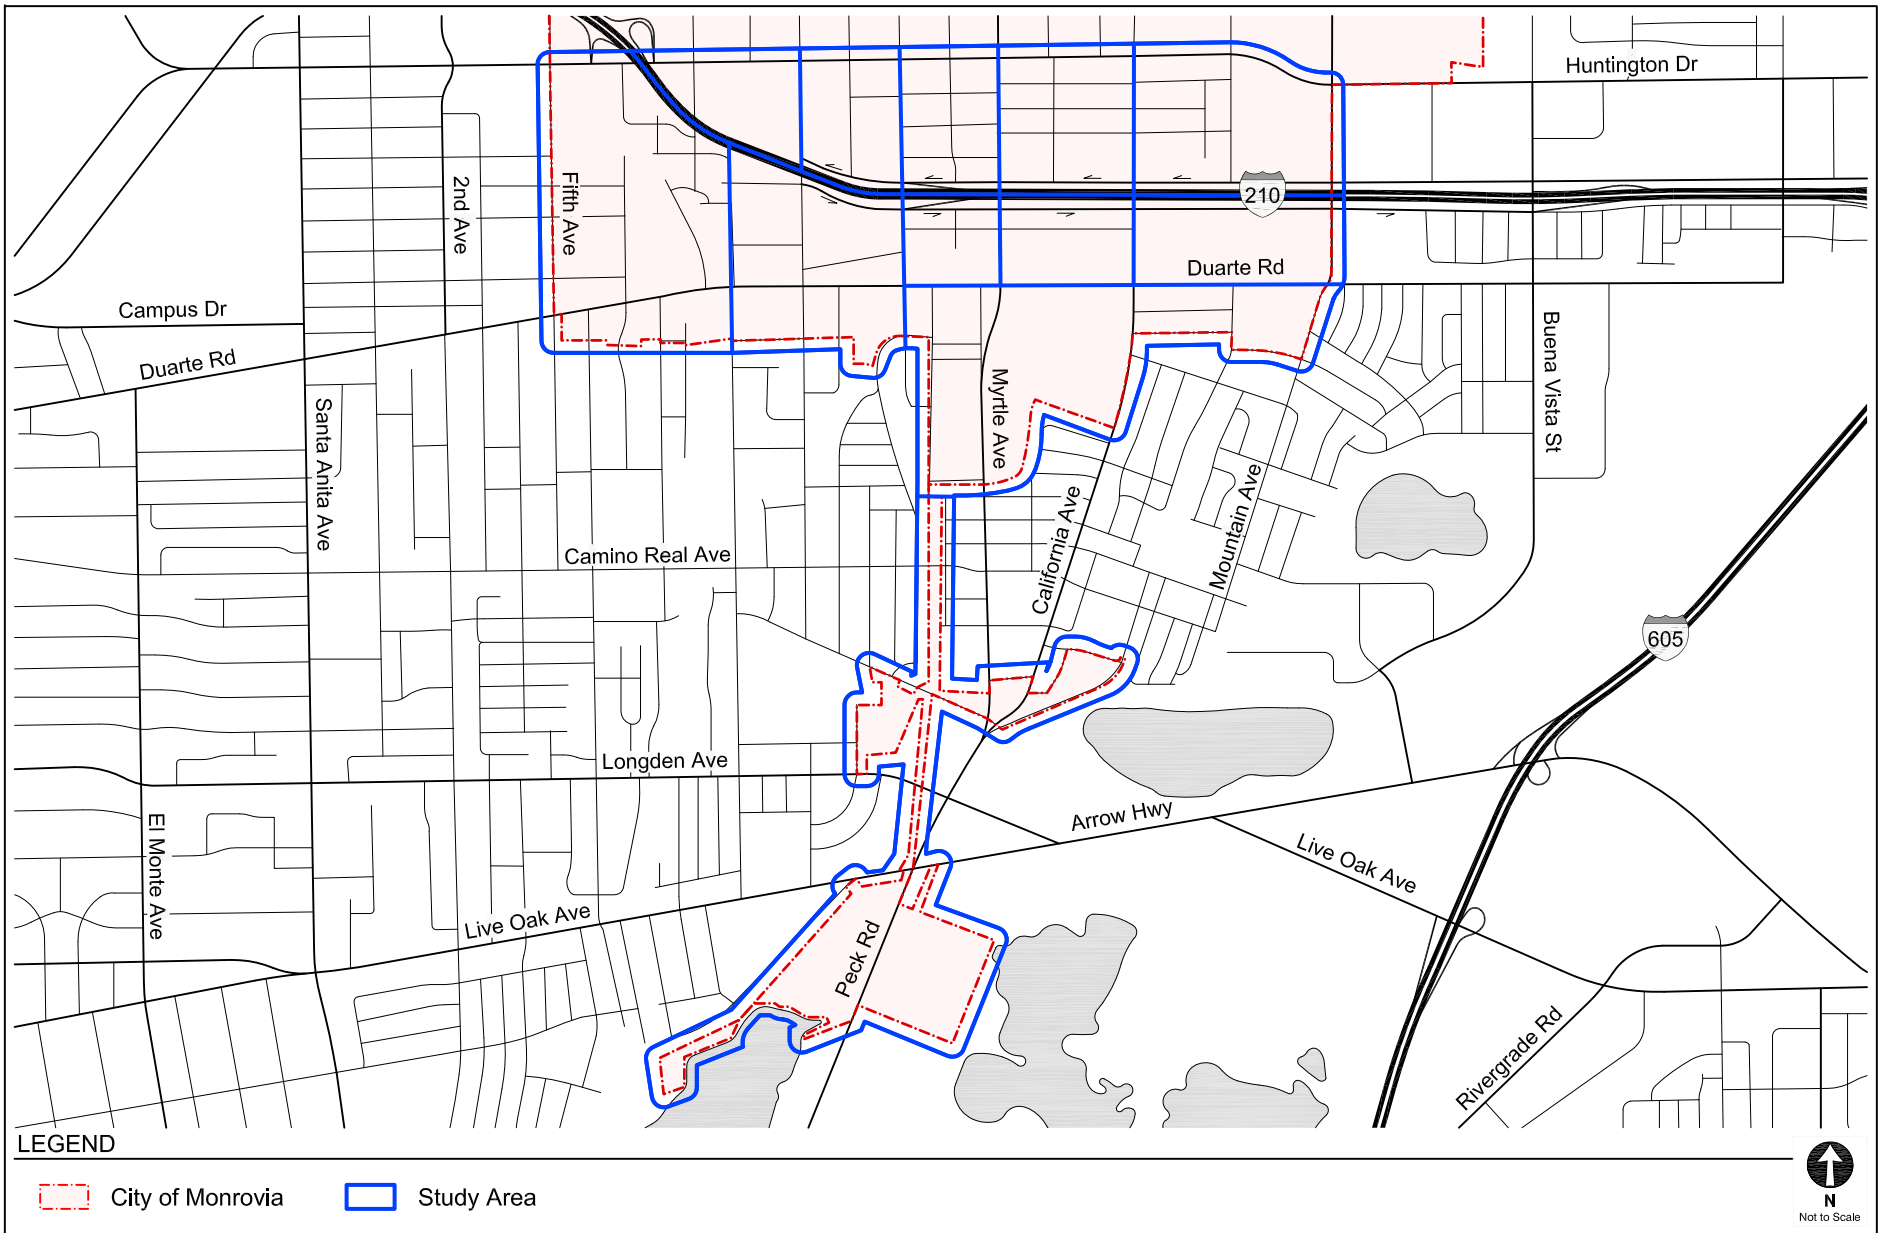 Huntington Dr
2nd Ave
Fifth Ave
210
Duarte Rd
Campus Dr
Duarte Rd
Santa Anita Ave
Myrtle Ave
Buena Vista St
California Ave
Mountain Ave
Camino Real Ave
605
Longden Ave
Arrow Hwy
El Monte Ave
Live Oak Ave
Live Oak Ave
Peck Rd
Rivergrade Rd
LEGEND
City of Monrovia
Study Area
N
Not to Scale